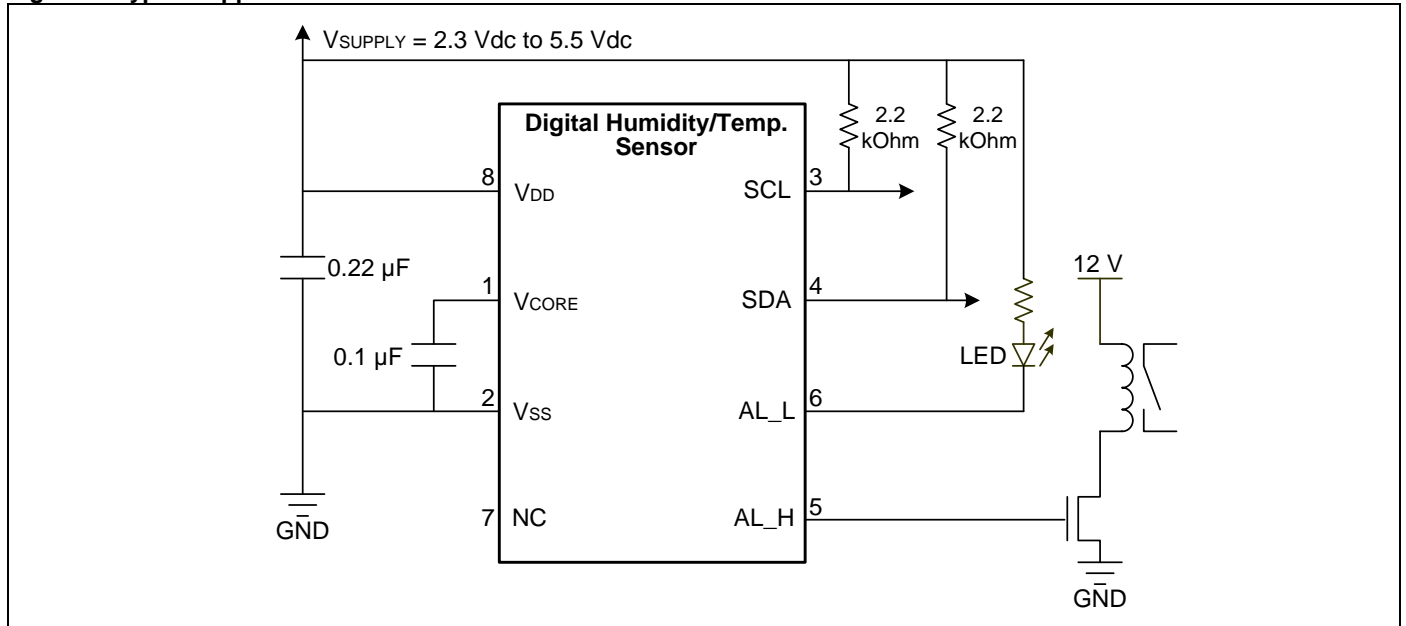 VSUPPLY = 2.3 Vdc to 5.5 Vdc
Digital Humidity/Temp.
Sensor
2.2
kOhm
2.2
kOhm
8
VDD
SCL
3
0.22 µF
1
VCORE
SDA
4
12 V
0.1 µF
LED
2
VSS
AL_L
6
7
NC
AL_H
5
GND
GND